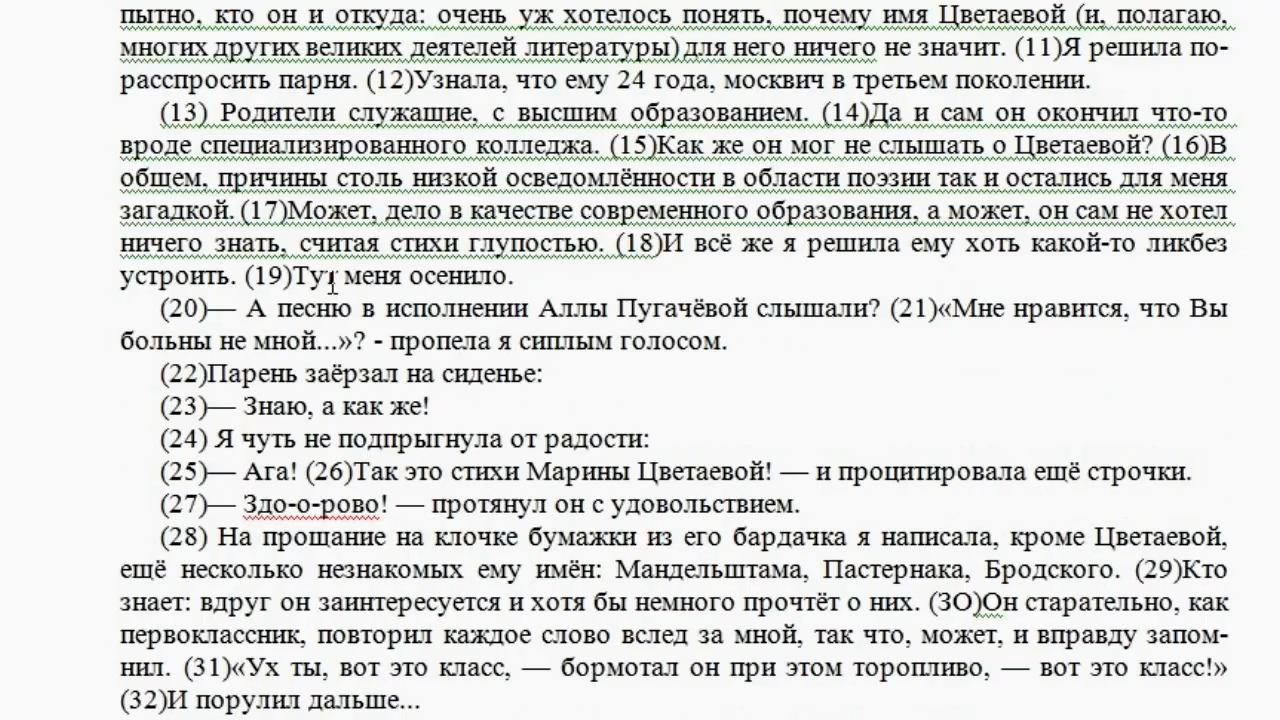 пытно, кто он и откуда: очень уж хотелось понять, почему имя Цветаевой (и, полагаю,
многих других великих деятелей литературы) для него ничего не значит. (11)Я решила по-
расспросить парня. (12)Узнала, что ему 24 года, москвич в третьем поколении.
(13) Родители служащие, с высшим образованием. (14)Да и сам он окончил что-то
вроде специализированного колледжа. (15)Как же он мог не слышать о Цветаевой? (16)В
общем, причины столь низкой осведомлённости в области поэзии так и остались для меня
загадкой. (17)Может, дело в качестве современного образования, а может, он сам не хотел
ничего знать, считая стихи глупостью. (18)И всё же я решила ему хоть какой-то ликбез
устроить. (19)Тут меня осенило.
(20)— А песню в исполнении Аллы Пугачёвой слышали? (21)«Мне нравится, что Вы
больны не мной...»? - пропела я сиплым голосом.
(22)Парень заёрзал на сиденье:
(23)— Знаю, а как же!
(24) Я чуть не подпрыгнула от радости:
(25)— Ага! (26)Так это стихи Марины Цветаевой! — и процитировала ещё строчки.
(27)— Здо-о-рово! — протянул он с удовольствием.
(28) На прощание на клочке бумажки из его бардачка я написала, кроме Цветаевой,
ещё несколько незнакомых ему имён: Мандельштама, Пастернака, Бродского. (29)Кто
знает: вдруг он заинтересуется и хотя бы немного прочтёт о них. (ЗО)Он старательно, как
первоклассник, повторил каждое слово вслед за мной, так что, может, и вправду запом-
нил. (31)«Ух ты, вот это класс, — бормотал он при этом торопливо, — вот это класс!»
(32)И порулил дальше...